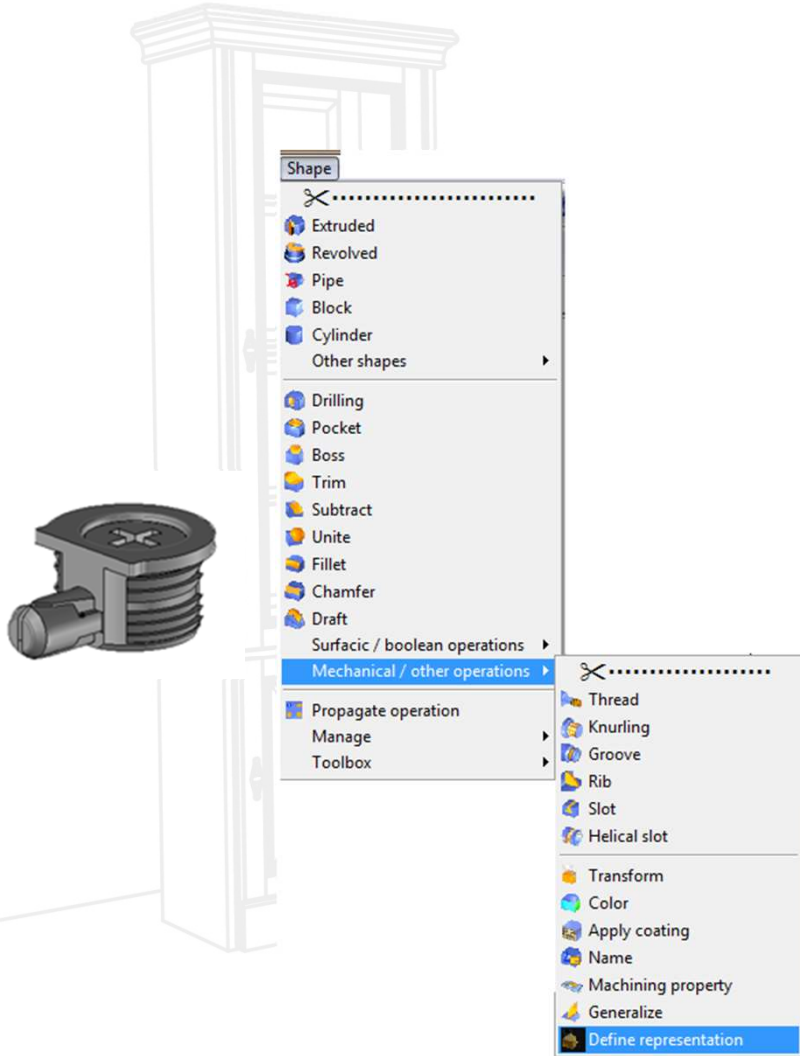 Shape
Extruded
Revolved
Pipe
Block
Cylinder
Other shapes
Drilling
Pocket
Boss
Trim
Subtract
Unite
Fillet
Chamfer
Draft
Surfacic / boolean operations
Mechanical / other operations
Propagate operation
Manage
Toolbox
Thread
Knurling
Groove
Rib
Slot
Helical slot
Transform
Color
Apply coating
Name
Machining property
Generalize
Define representation